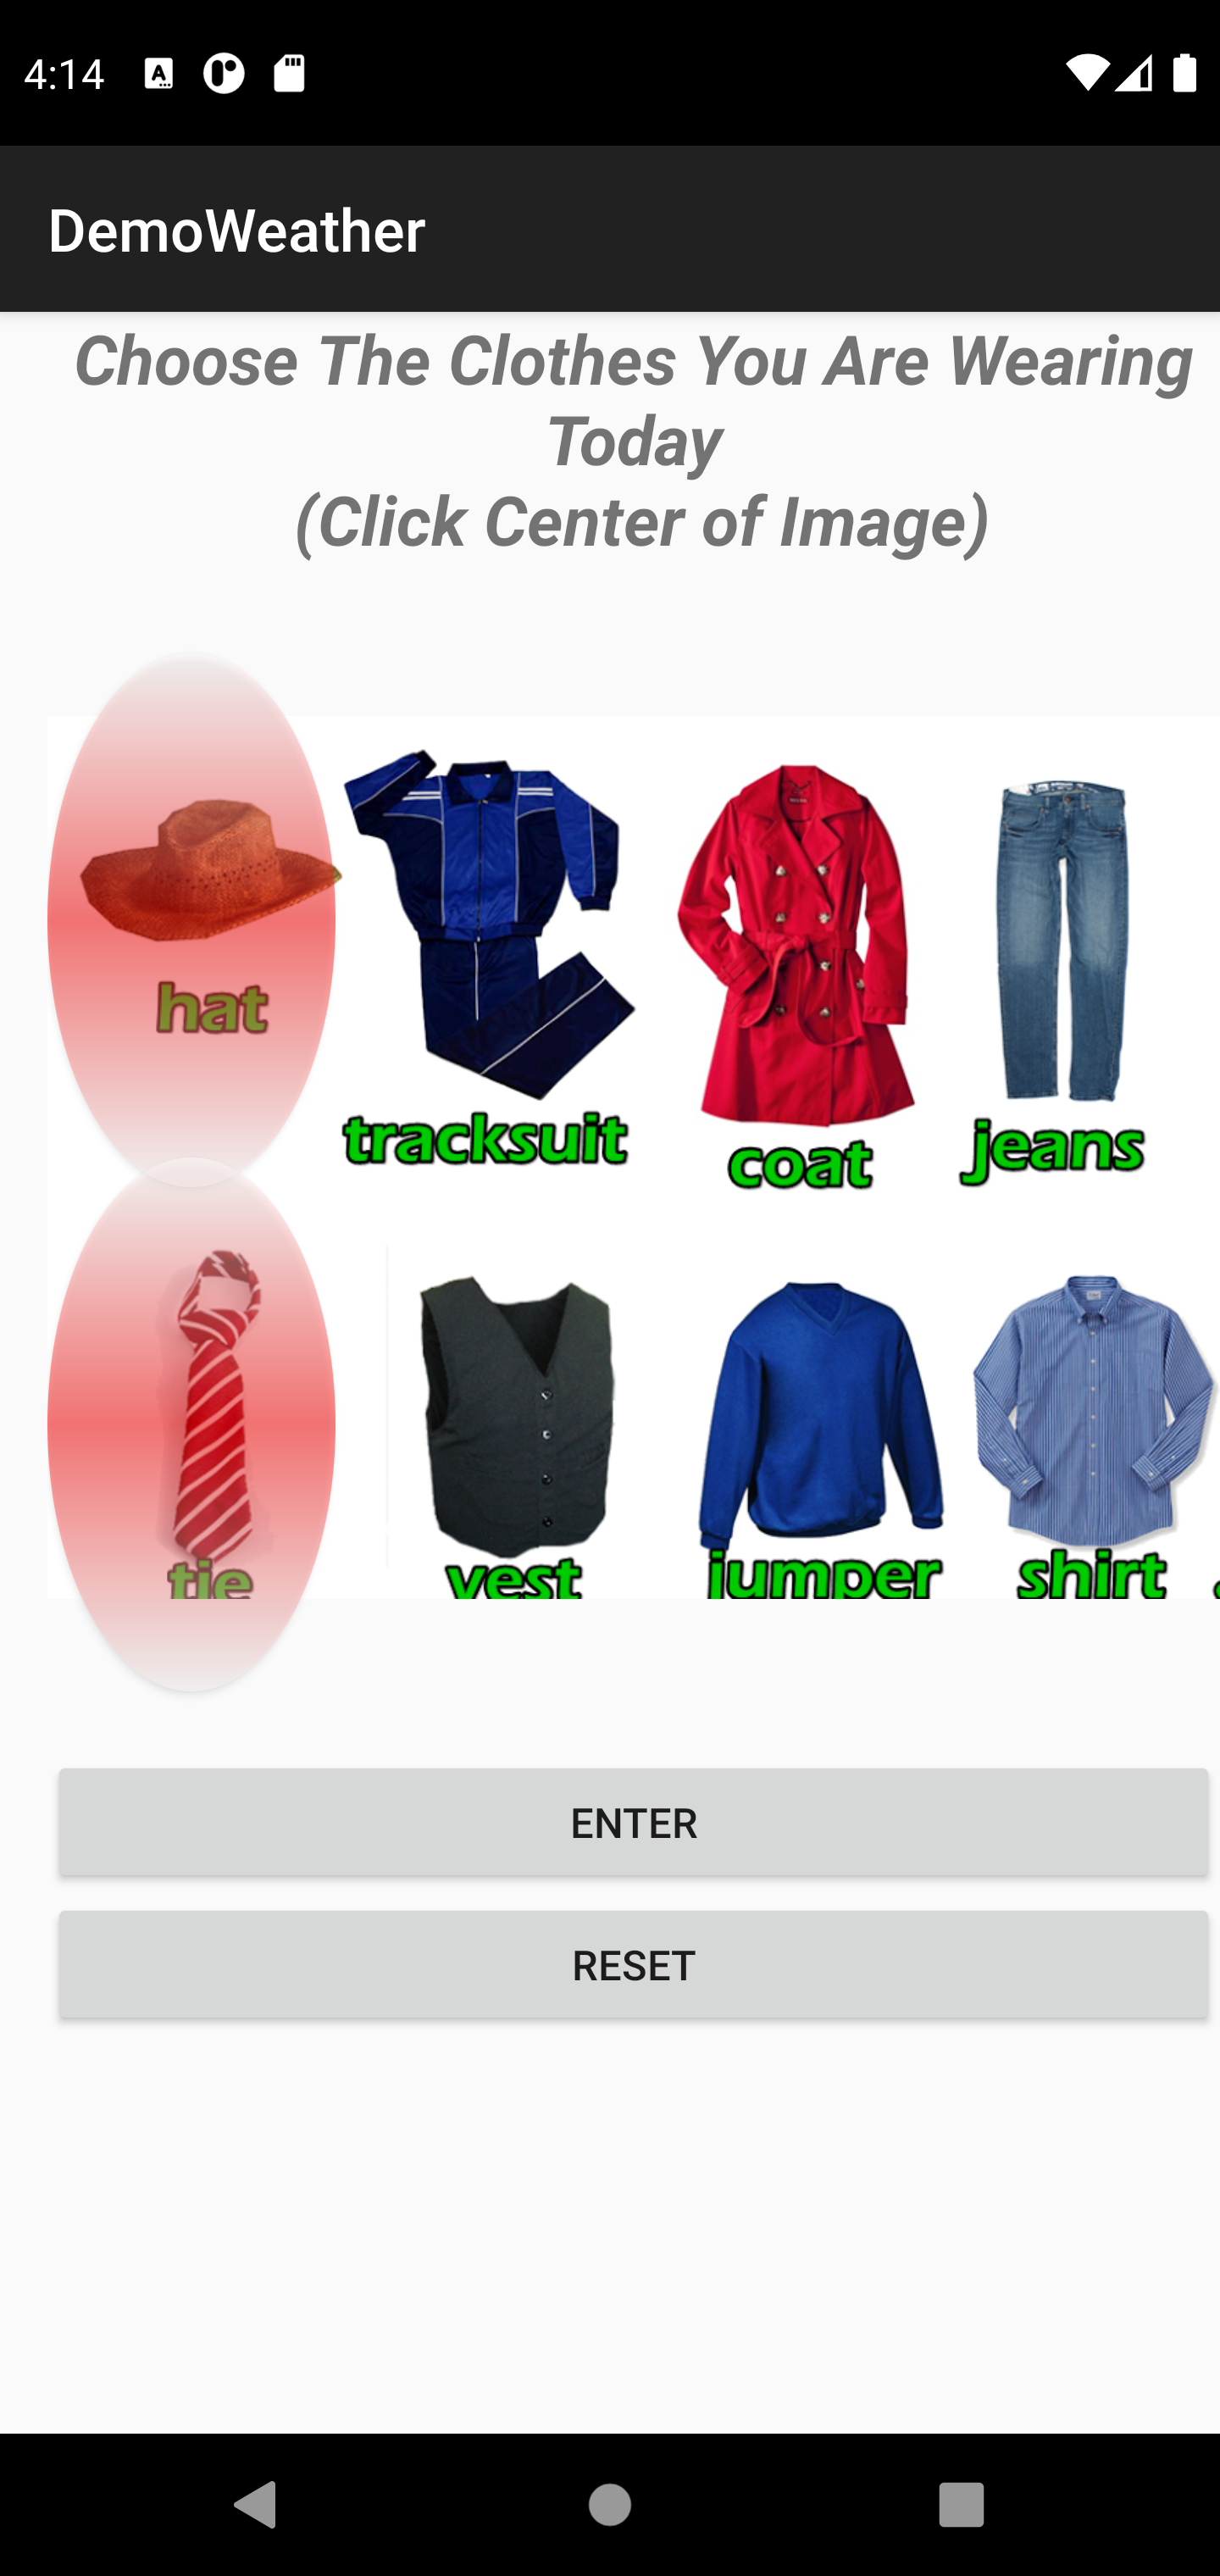 4:14
DemoWeather
Choose The Clothes You Are Wearing
Today
(Click Center of Image)
hat
tracksuit
coat
jeans
tie
vest
jumper
shirt
ENTER
RESET